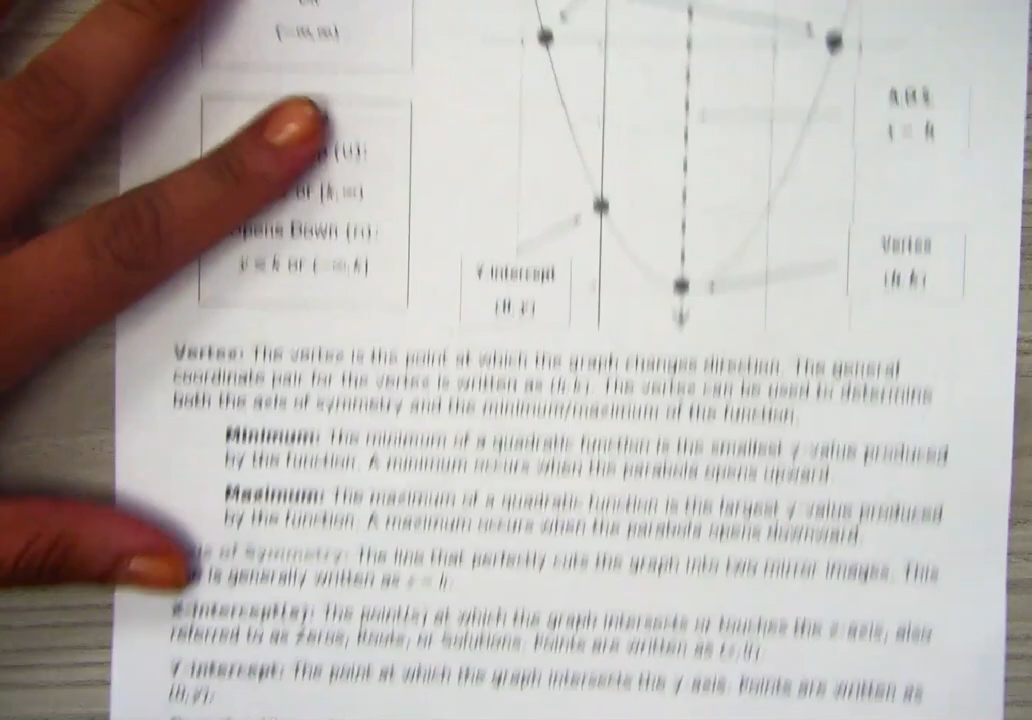 (-∞,∞)
(U):
or [k,∞)
Opens Down (∩):
y ≤ k or (-∞,k]
Y-Intercept
(0, y)
A.O.S.
x = h
Vertex
(h, k)
Vertex: The vertex is the point at which the graph changes direction. The general
coordinate pair for the vertex is written as (h,k). The vertex can be used to determine
both the axis of symmetry and the minimum/maximum of the function.
Minimum: The minimum of a quadratic function is the smallest y-value produced
by the function. A minimum occurs when the parabola opens upward.
Maximum: The maximum of a quadratic function is the largest y-value produced
by the function. A maximum occurs when the parabola opens downward.
of Symmetry: The line that perfectly cuts the graph into two mirror images. This
is generally written as x = h.
X-Intercept(s): The point(s) at which the graph intersects or touches the x-axis; also
referred to as Zeros, Roots, or Solutions. Points are written as (x,0).
Y-Intercept: The point at which the graph intersects the y-axis. Points are written as
(0,y).